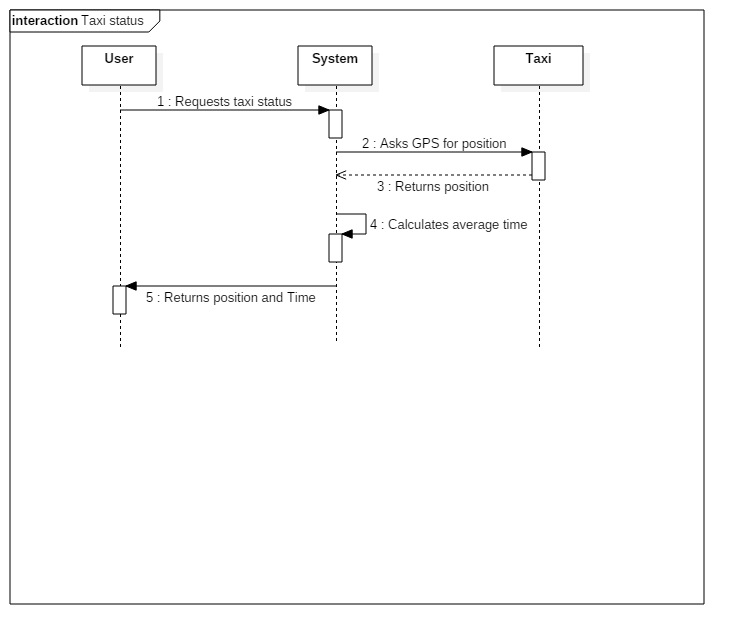 interaction Taxi status
User
System
Taxi
1 : Requests taxi status
2 : Asks GPS for position
3 : Returns position
4 : Calculates average time
5 : Returns position and Time